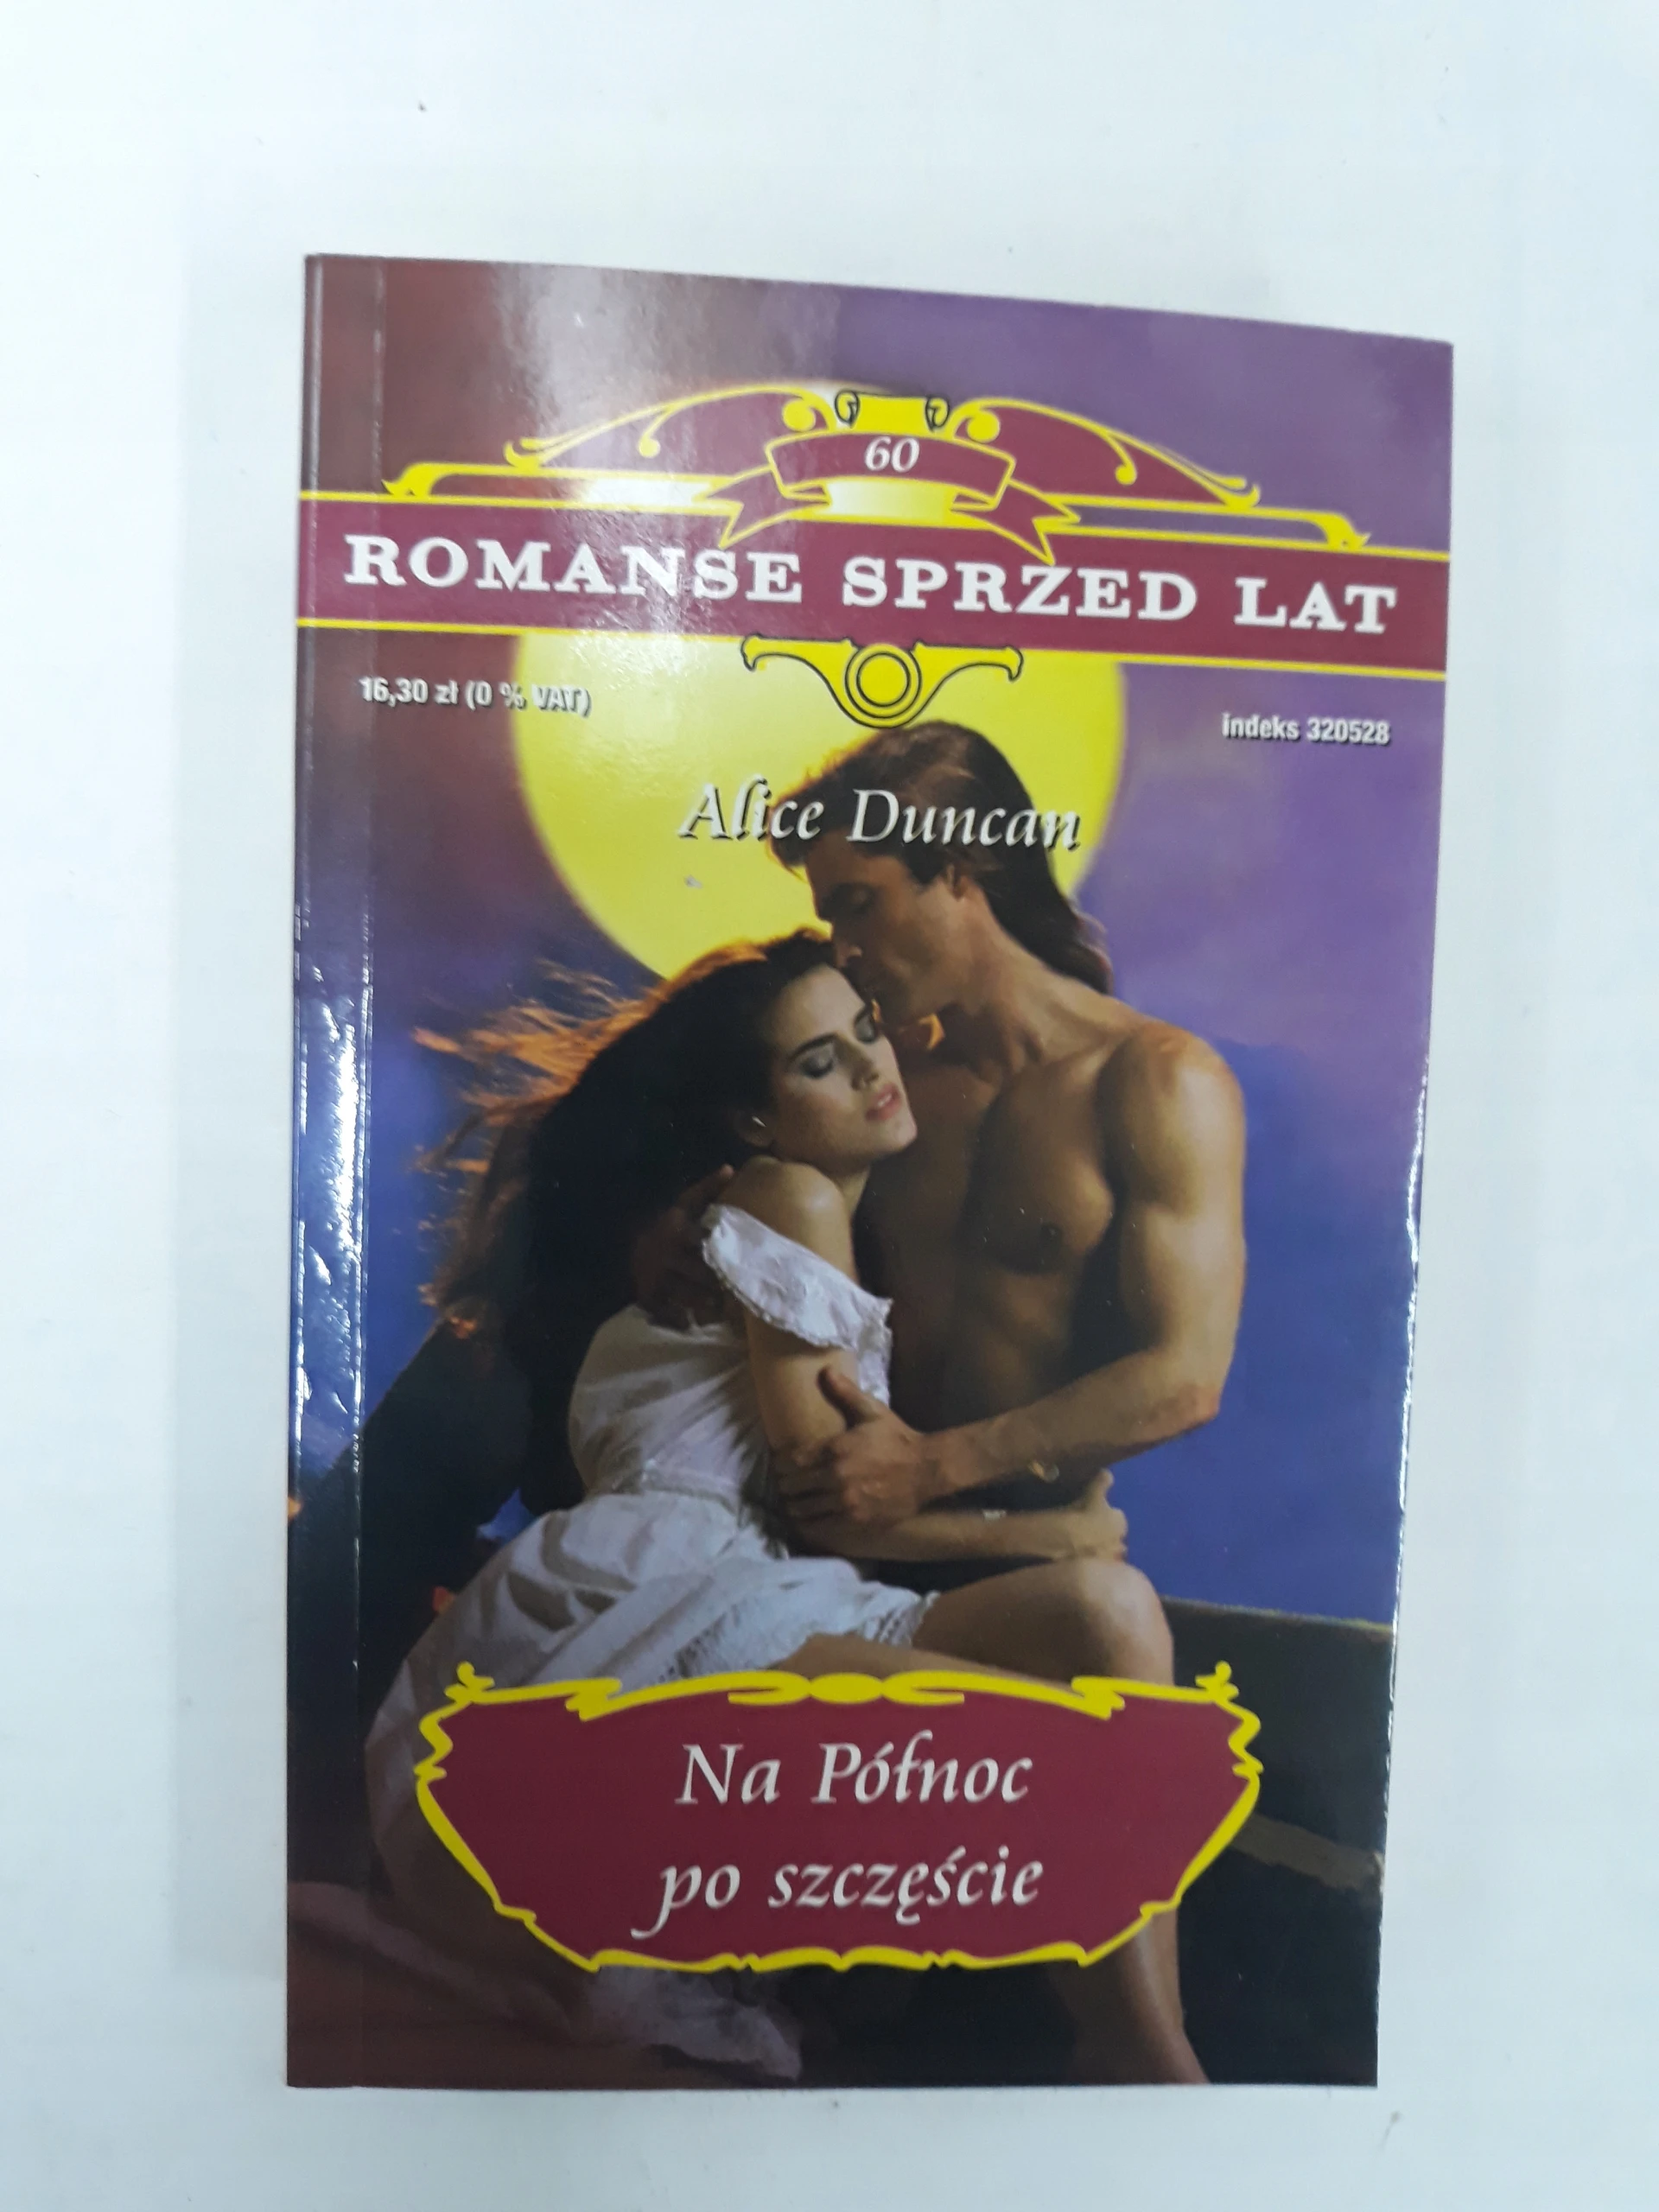 60
ROMANSE SPRZED LAT
16,30 zł (0 % VAT)
indeks 320528
Alice Duncan
Na Północ
po szczęście